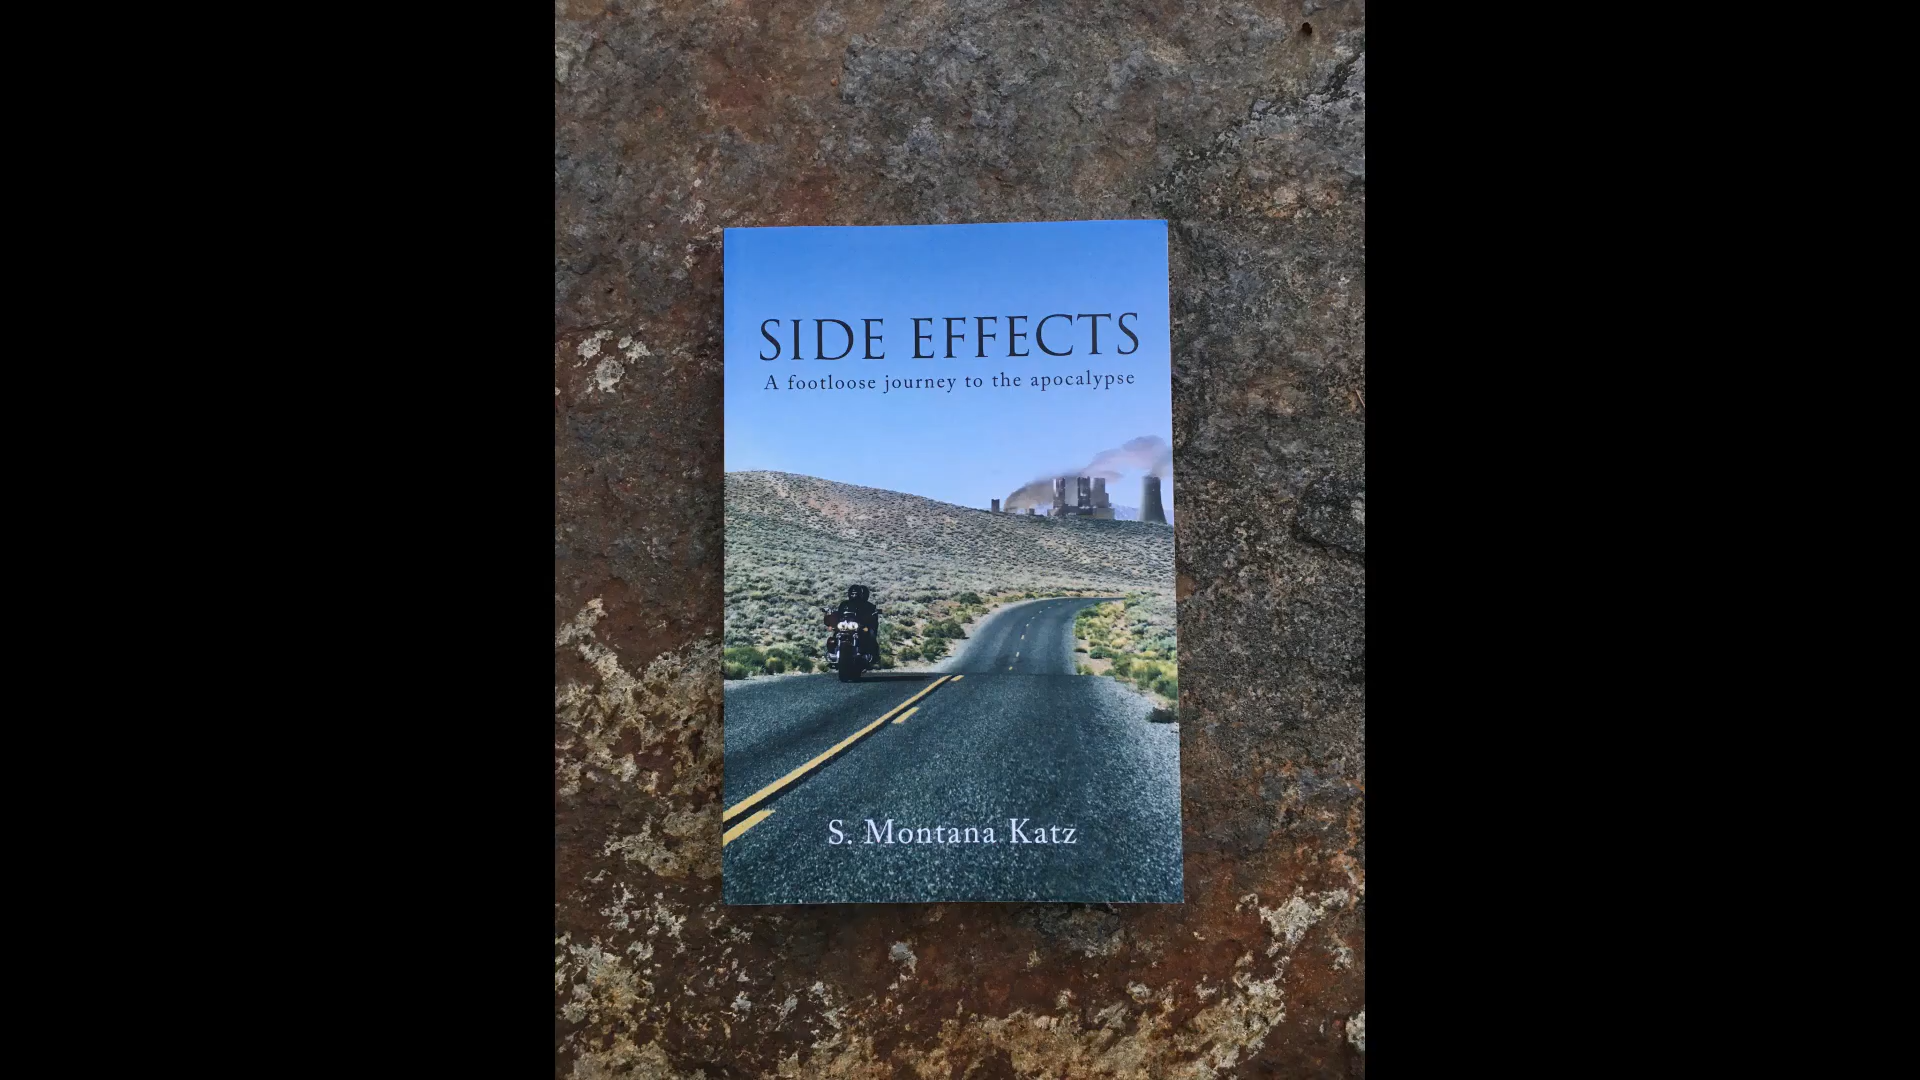 SIDE EFFECTS
A footloose journey to the apocalypse
S. Montana Katz